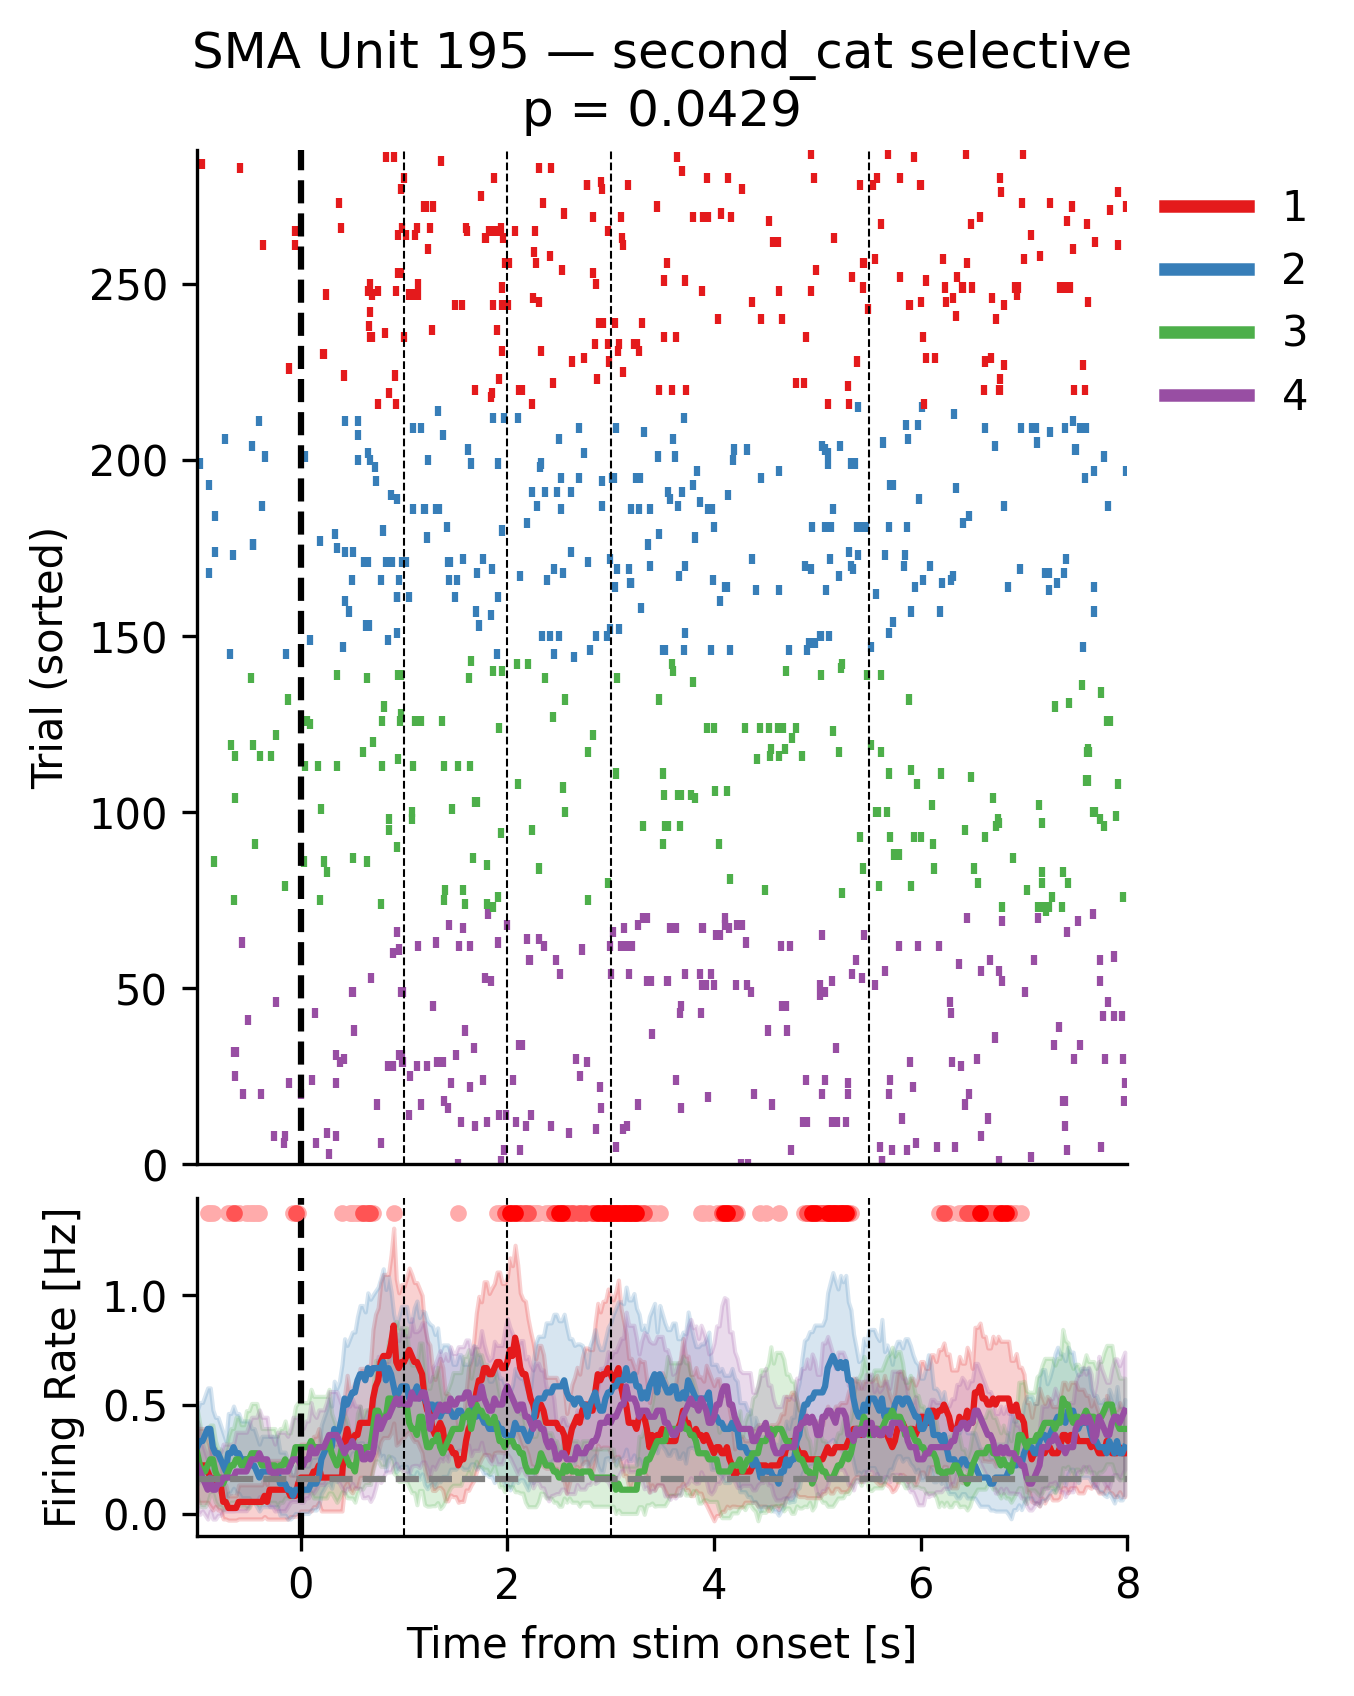 SMA Unit 195 — second_cat selective
p = 0.0429
1
2
3
4
Trial (sorted)
250
200
150
100
50
0
Firing Rate [Hz]
1.0
0.5
0.0
0 2 4 6 8
Time from stim onset [s]